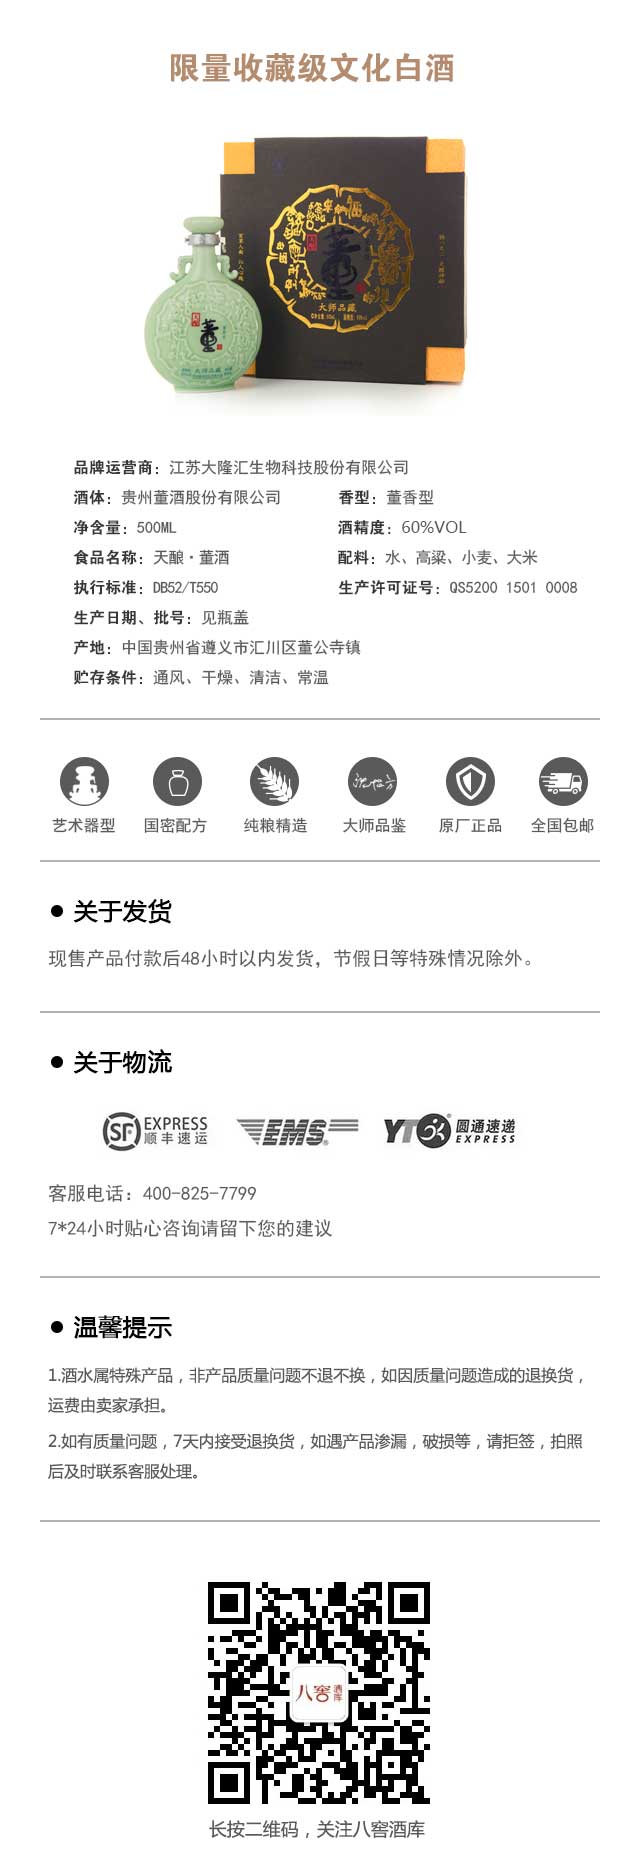 限量收藏级文化白酒
董
大师品藏
大师品藏
品牌运营商：江苏大隆汇生物科技股份有限公司
酒体：贵州董酒股份有限公司
香型：董香型
净含量：500ML
酒精度：60%VOL
食品名称：天酿·董酒
配料：水、高粱、小麦、大米
执行标准：DB52/T550
生产许可证号：QS5200 1501 0008
生产日期、批号：见瓶盖
产地：中国贵州省遵义市汇川区董公寺镇
贮存条件：通风、干燥、清洁、常温
艺术器型 国密配方 纯粮精造 大师品鉴 原厂正品 全国包邮
● 关于发货
现售产品付款后48小时以内发货，节假日等特殊情况除外。
● 关于物流
SF EXPRESS
顺丰速运
EMS®
YTO 圆通速递
EXPRESS
客服电话：400-825-7799
7*24小时贴心咨询请留下您的建议
● 温馨提示
1.酒水属特殊产品，非产品质量问题不退不换，如因质量问题造成的退换货，
运费由卖家承担。
2.如有质量问题，7天内接受退换货，如遇产品渗漏，破损等，请拒签，拍照
后及时联系客服处理。
八窖酒库
长按二维码，关注八窖酒库